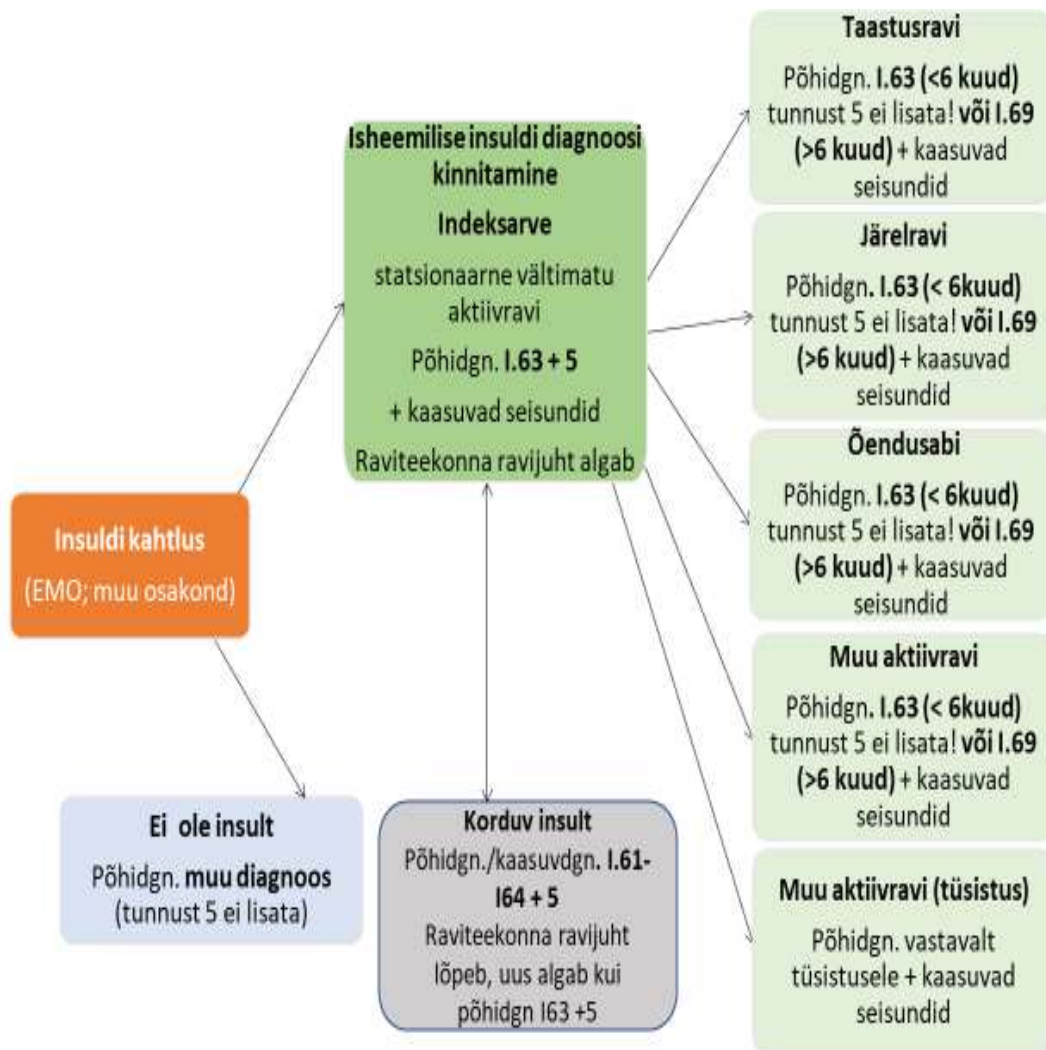 Insuldi kahtlus
(EMO; muu osakond)
Ei ole insult
Põhidgn. muu diagnoos
(tunnust 5 ei lisata)
Isheemilise insuldi diagnoosi
kinnitamine
Indeksarve
statsionaarne vältimatu
aktiivravi
Põhidgn. I.63 + 5
+ kaasuvad seisundid
Raviteekonna ravijuht algab
Korduv insult
Põhidgn./kaasuvdgn. I.61-
I64 + 5
Raviteekonna ravijuht
lõpeb, uus algab kui
põhidgn I63 +5
Taastusravi
Põhidgn. I.63 (<6 kuud)
tunnust 5 ei lisata! või I.69
(>6 kuud) + kaasuvad
seisundid
Järelravi
Põhidgn. I.63 (< 6kuud)
tunnust 5 ei lisata! või I.69
(>6 kuud) + kaasuvad
seisundid
Õendusabi
Põhidgn. I.63 (< 6kuud)
tunnust 5 ei lisata! või I.69
(>6 kuud) + kaasuvad
seisundid
Muu aktiivravi
Põhidgn. I.63 (< 6kuud)
tunnust 5 ei lisata! või I.69
(>6 kuud) + kaasuvad
seisundid
Muu aktiivravi (tüsistus)
Põhidgn. vastavalt
tüsistusele + kaasuvad
seisundid